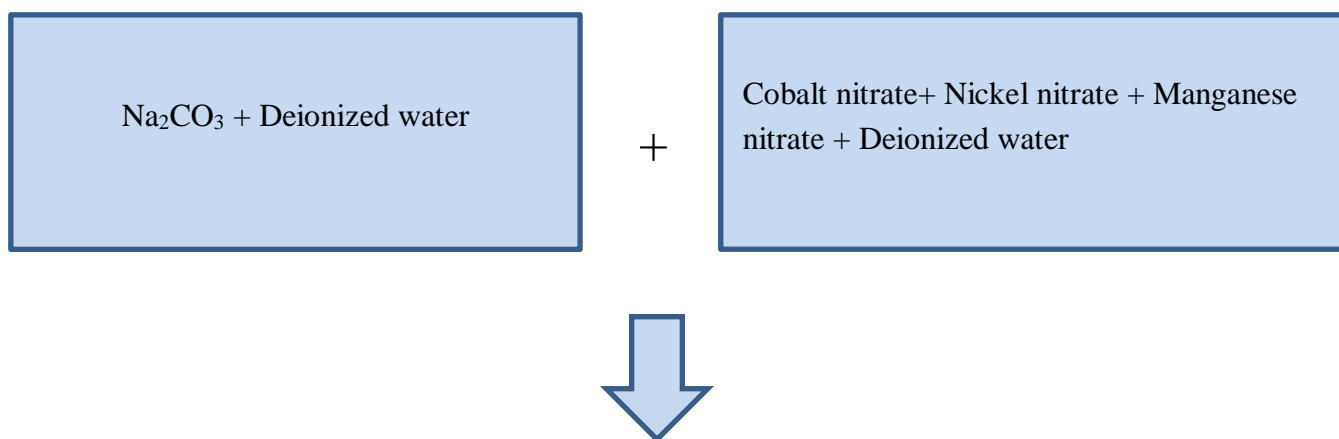 Na₂CO₃ + Deionized water
+
Cobalt nitrate+ Nickel nitrate + Manganese
nitrate + Deionized water